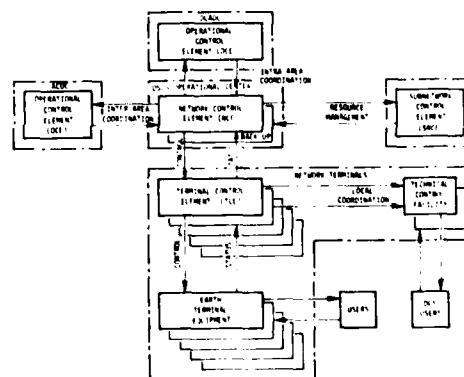 OPERATIONAL
CONTROL
ELEMENT (OCE)
INTRA AREA
COORDINATION
OPERATIONAL CENTER
ACOC
OPERATIONAL
CONTROL
ELEMENT
(OCE)
INTER AREA
COORDINATION
NETWORK CONTROL
ELEMENT (NCE)
BACK UP
RESOURCE
MANAGEMENT
SUBNETWORK
CONTROL
ELEMENT
CONTROL
NETWORK TERMINALS
TERMINAL CONTROL
ELEMENT (TCE)
LOCAL
COORDINATION
TECHNICAL
CONTROL
FACILITY
CONTROL
STATUS
EARTH
TERMINAL
EQUIPMENT
USERS
USERS